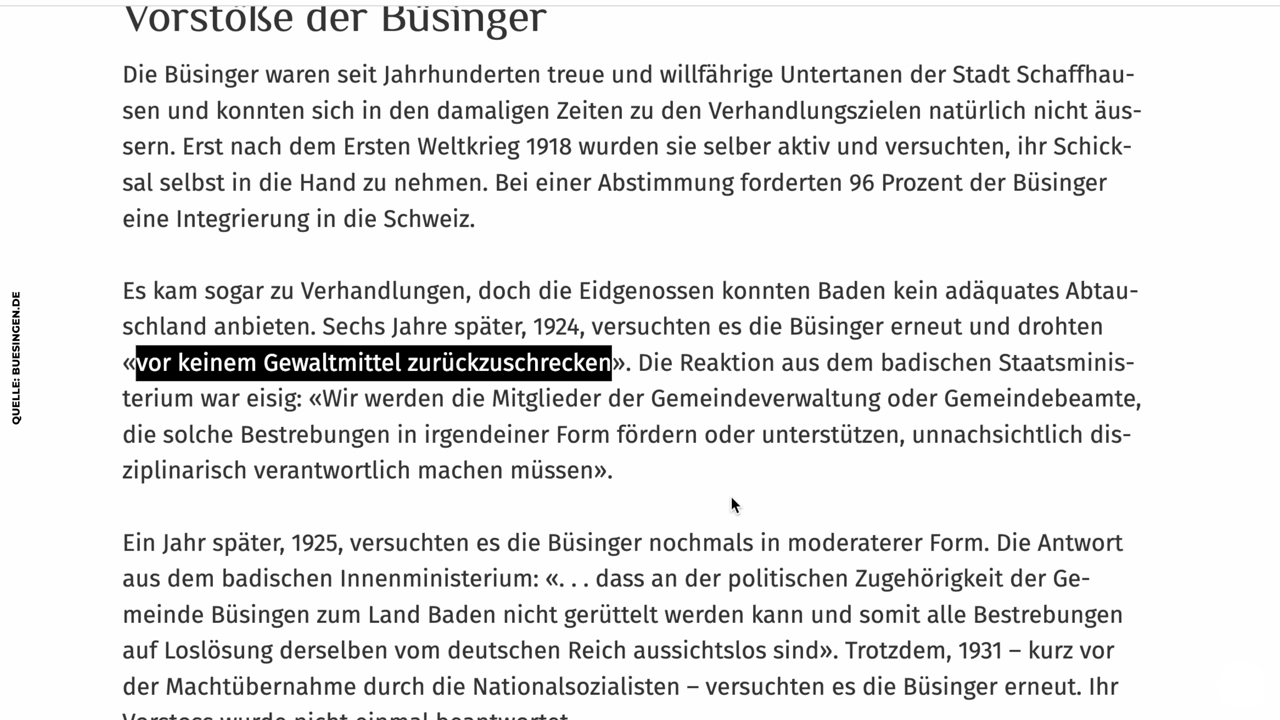 Vorstöße der Büsinger
Die Büsinger waren seit Jahrhunderten treue und willfährige Untertanen der Stadt Schaffhau-
sen und konnten sich in den damaligen Zeiten zu den Verhandlungszielen natürlich nicht äus-
sern. Erst nach dem Ersten Weltkrieg 1918 wurden sie selber aktiv und versuchten, ihr Schick-
sal selbst in die Hand zu nehmen. Bei einer Abstimmung forderten 96 Prozent der Büsinger
eine Integrierung in die Schweiz.
Es kam sogar zu Verhandlungen, doch die Eidgenossen konnten Baden kein adäquates Abtau-
schland anbieten. Sechs Jahre später, 1924, versuchten es die Büsinger erneut und drohten
«vor keinem Gewaltmittel zurückzuschrecken». Die Reaktion aus dem badischen Staatsminis-
terium war eisig: «Wir werden die Mitglieder der Gemeindeverwaltung oder Gemeindebeamte,
die solche Bestrebungen in irgendeiner Form fördern oder unterstützen, unnachsichtlich dis-
ziplinarisch verantwortlich machen müssen».
Ein Jahr später, 1925, versuchten es die Büsinger nochmals in moderaterer Form. Die Antwort
aus dem badischen Innenministerium: «. . . dass an der politischen Zugehörigkeit der Ge-
meinde Büsingen zum Land Baden nicht gerüttelt werden kann und somit alle Bestrebungen
auf Loslösung derselben vom deutschen Reich aussichtslos sind». Trotzdem, 1931 – kurz vor
der Machtübernahme durch die Nationalsozialisten – versuchten es die Büsinger erneut. Ihr
Vorstoss wurde nicht einmal beantwortet.
QUELLE: BUESINGEN.DE